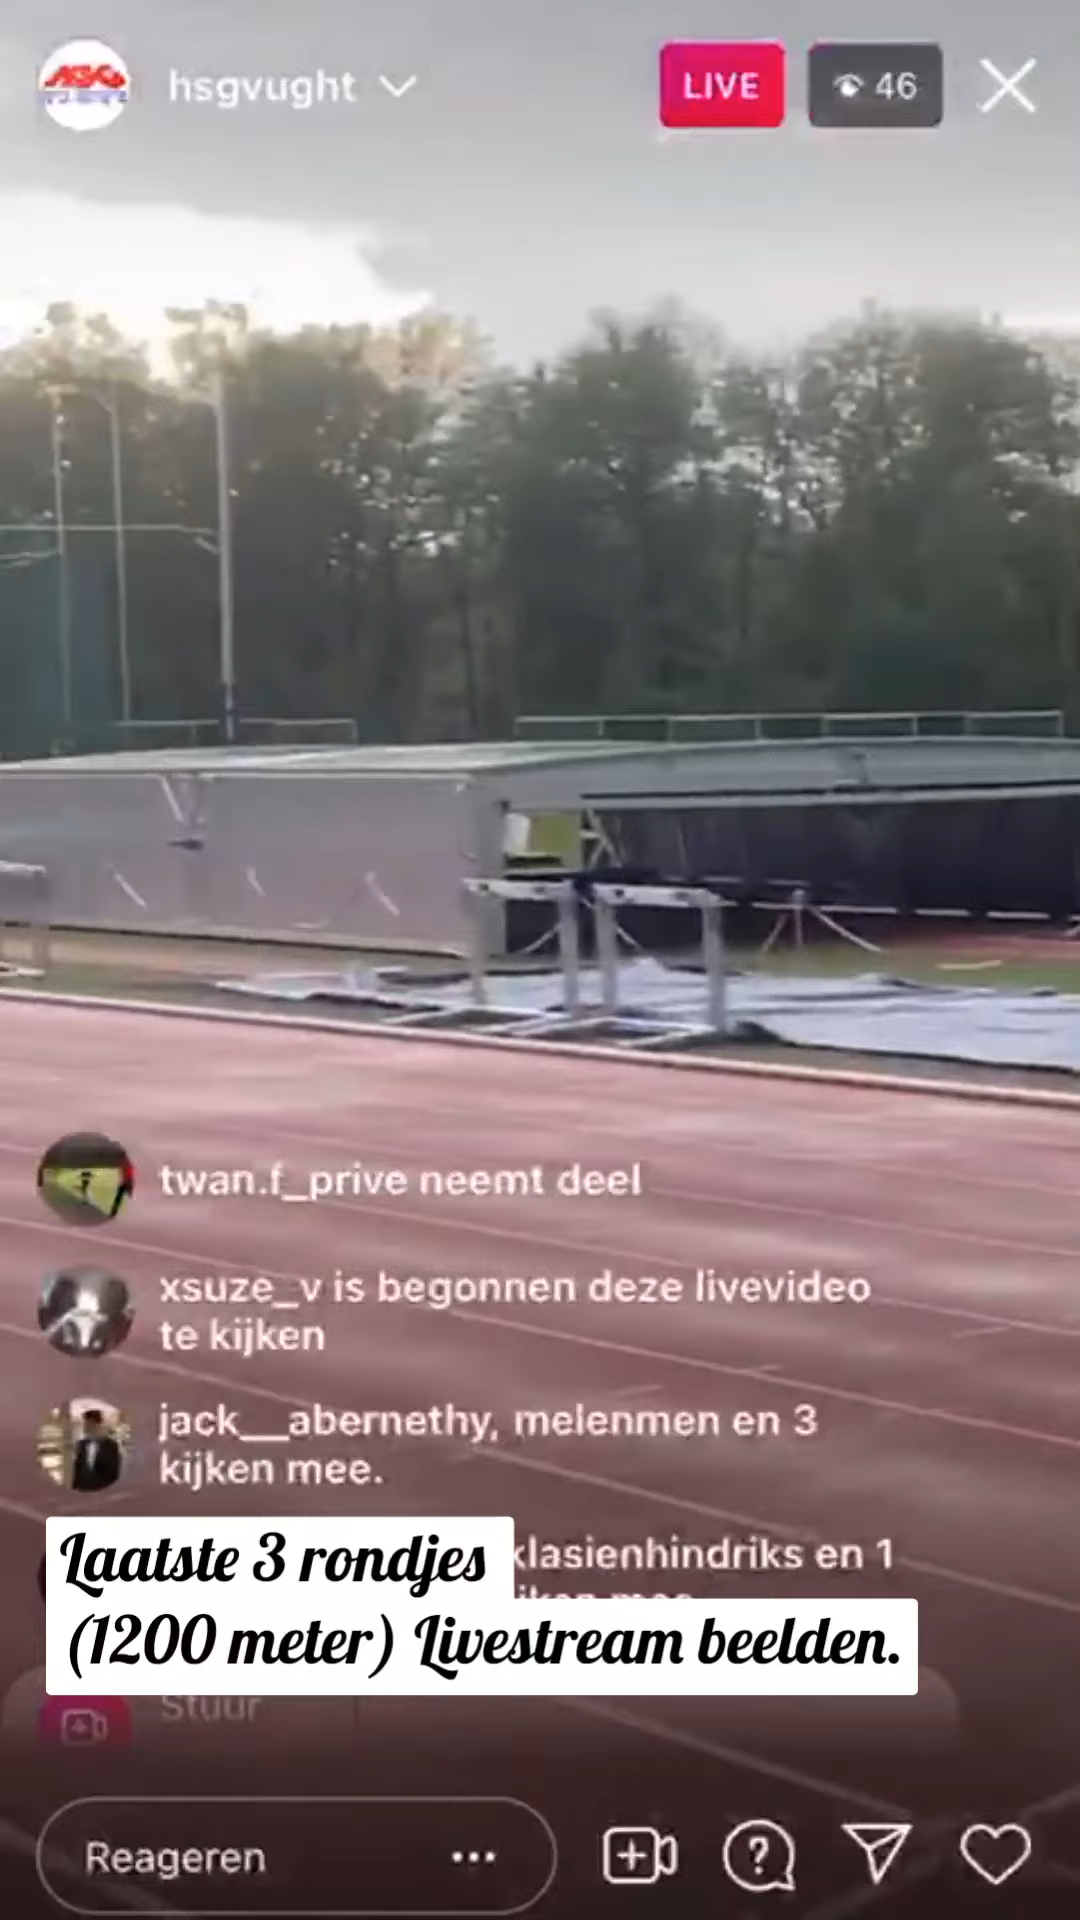 hsgvught
LIVE
46
twan.f_prive neemt deel
xsuze_v is begonnen deze livevideo
te kijken
jack__abernethy, melenmen en 3
kijken mee.
klasienhindriks en 1
Laatste 3 rondjes
(1200 meter) Livestream beelden.
Stuur
Reageren